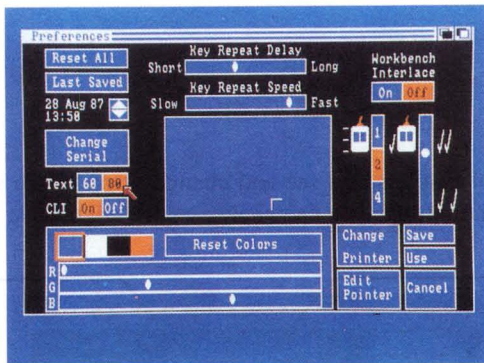 Preferences
Reset All
Last Saved
28 Aug 87
13:50
Change
Serial
Text 60 80
CLI On Off
Key Repeat Delay
Short Long
Key Repeat Speed
Slow Fast
Workbench
Interlace
On Off
1
2
4
Reset Colors
R
G
B
Change
Printer
Edit
Pointer
Save
Use
Cancel